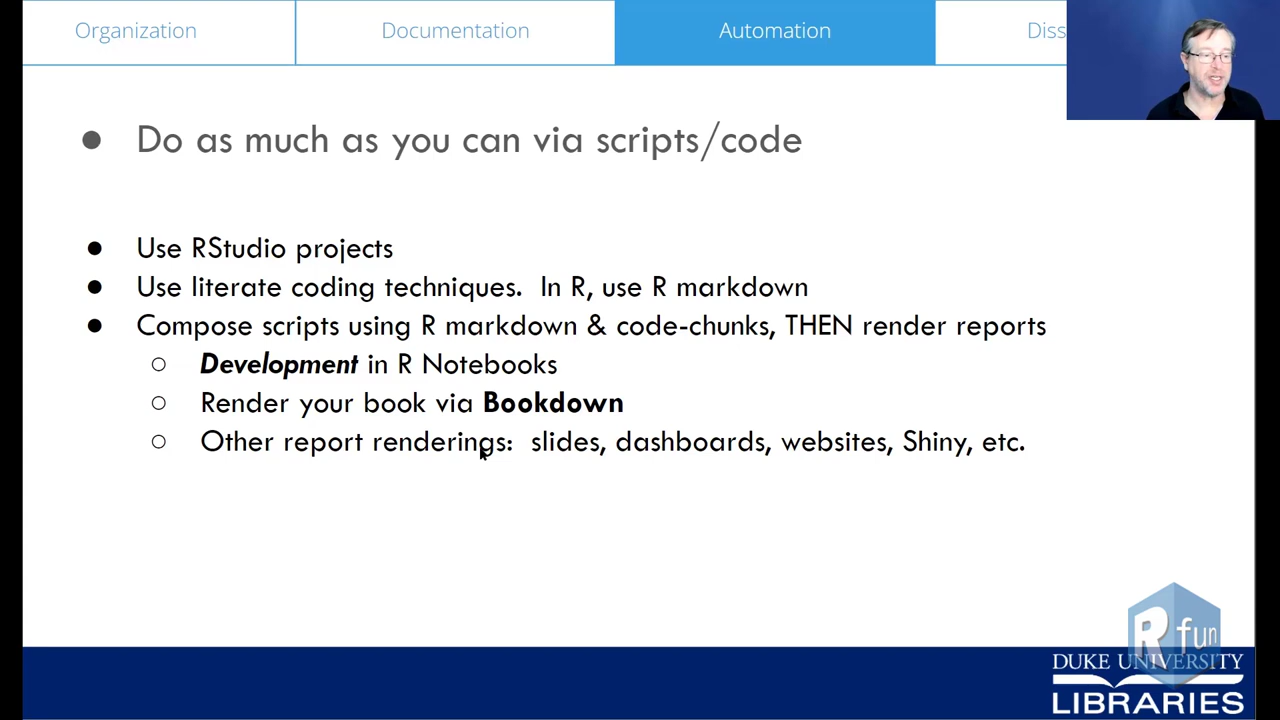 Organization Documentation Automation Diss
● Do as much as you can via scripts/code
● Use RStudio projects
● Use literate coding techniques. In R, use R markdown
● Compose scripts using R markdown & code-chunks, THEN render reports
○ Development in R Notebooks
○ Render your book via Bookdown
○ Other report renderings: slides, dashboards, websites, Shiny, etc.
R fun
DUKE UNIVERSITY
LIBRARIES